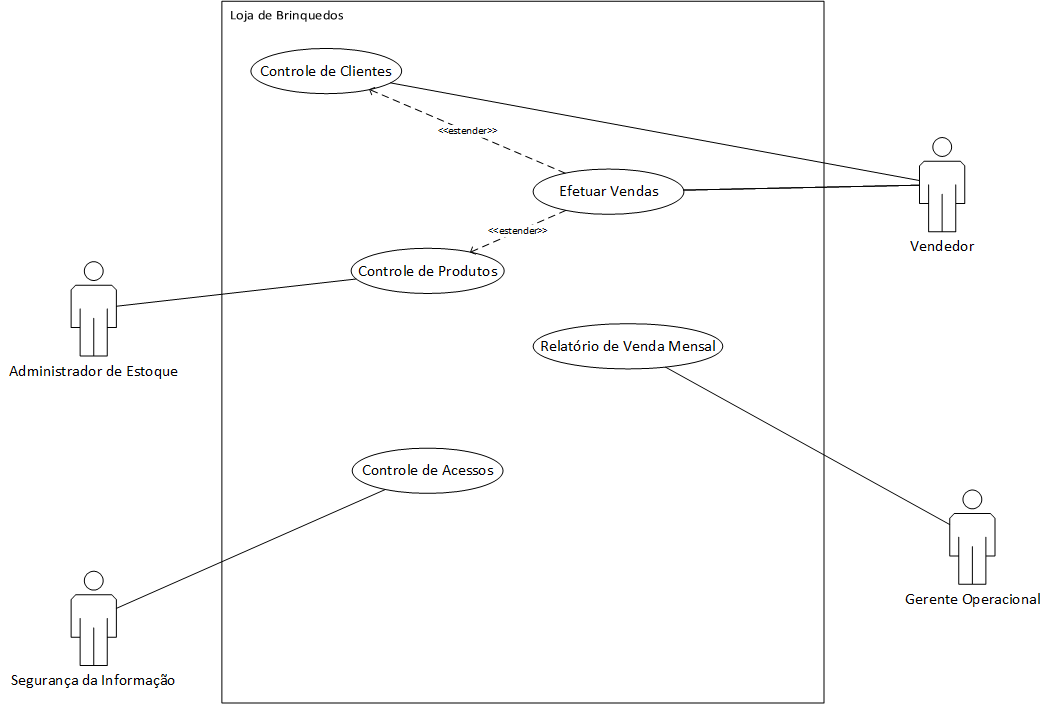 Loja de Brinquedos
Controle de Clientes
<<estender>>
Efetuar Vendas
<<estender>>
Vendedor
Controle de Produtos
Relatório de Venda Mensal
Administrador de Estoque
Controle de Acessos
Gerente Operacional
Segurança da Informação